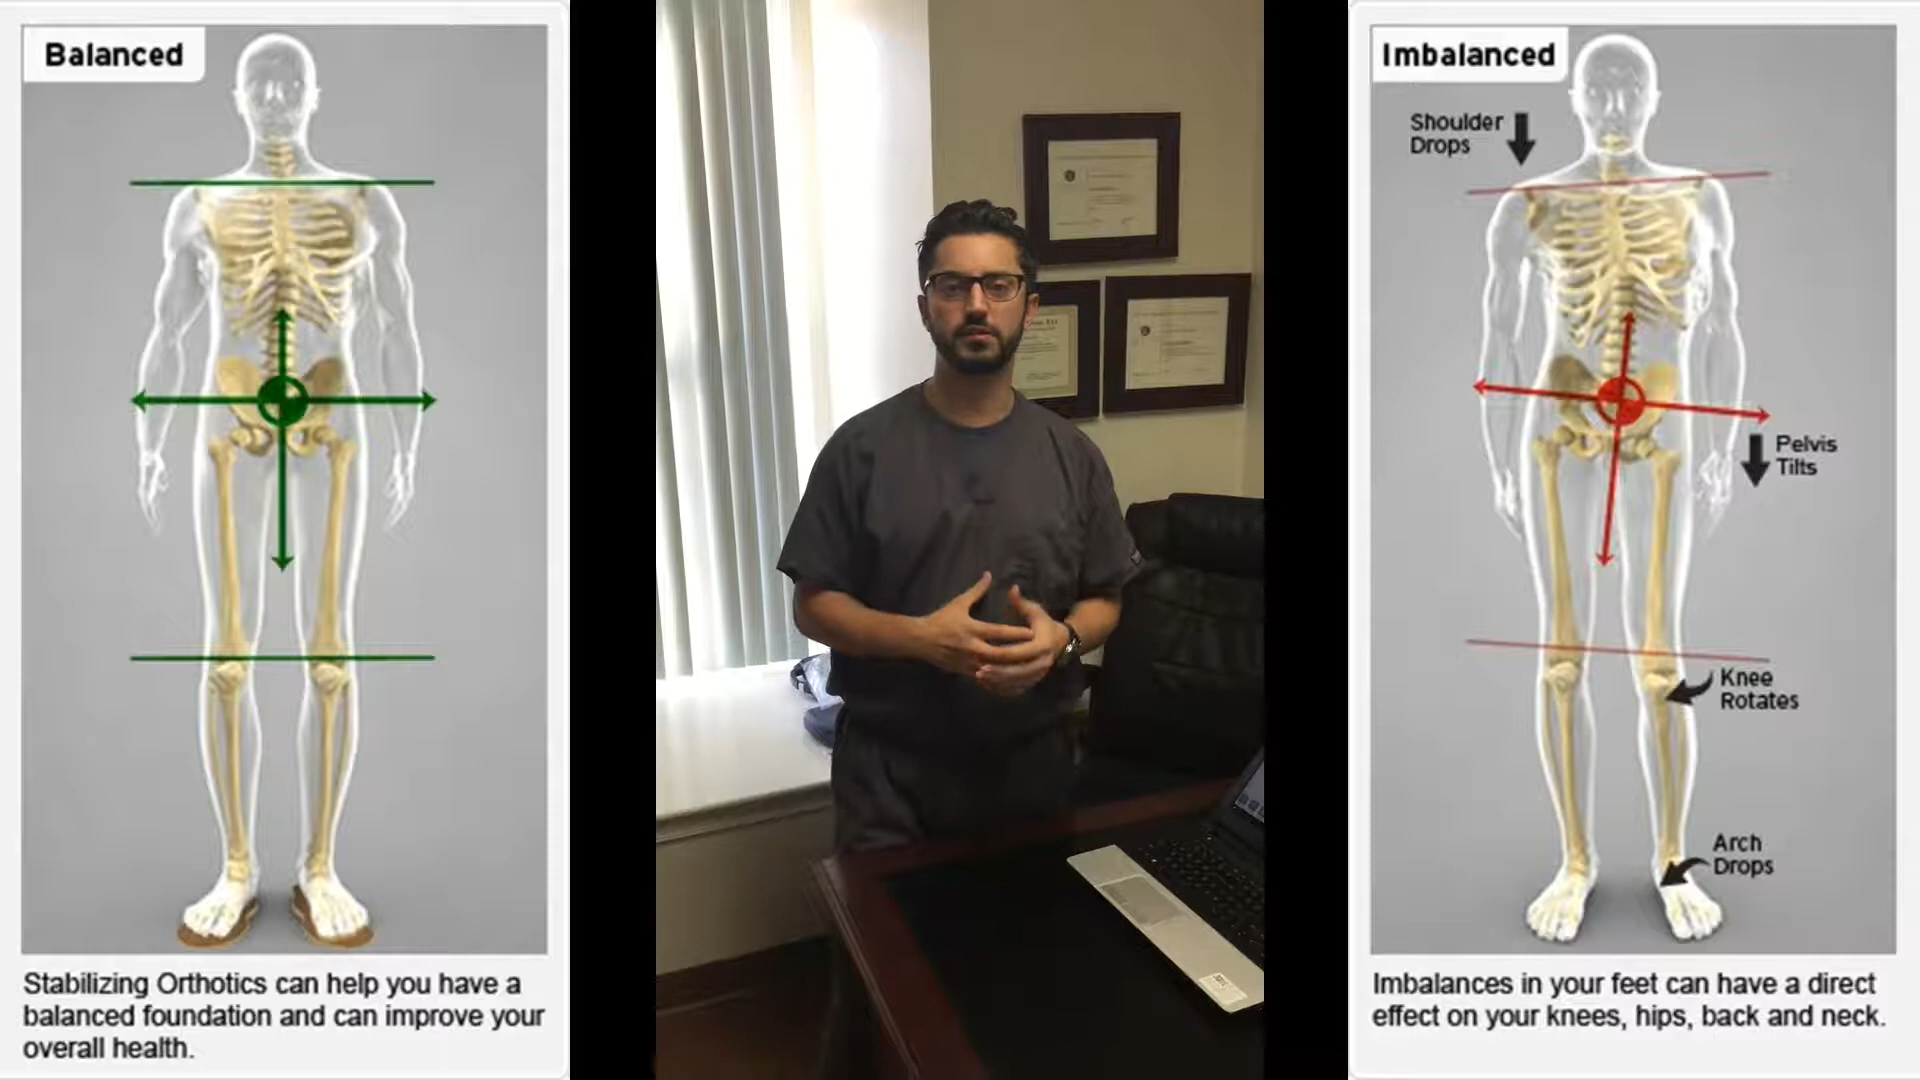 Balanced
Stabilizing Orthotics can help you have a
balanced foundation and can improve your
overall health.
Imbalanced
Shoulder
Drops
Pelvis
Tilts
Knee
Rotates
Arch
Drops
Imbalances in your feet can have a direct
effect on your knees, hips, back and neck.